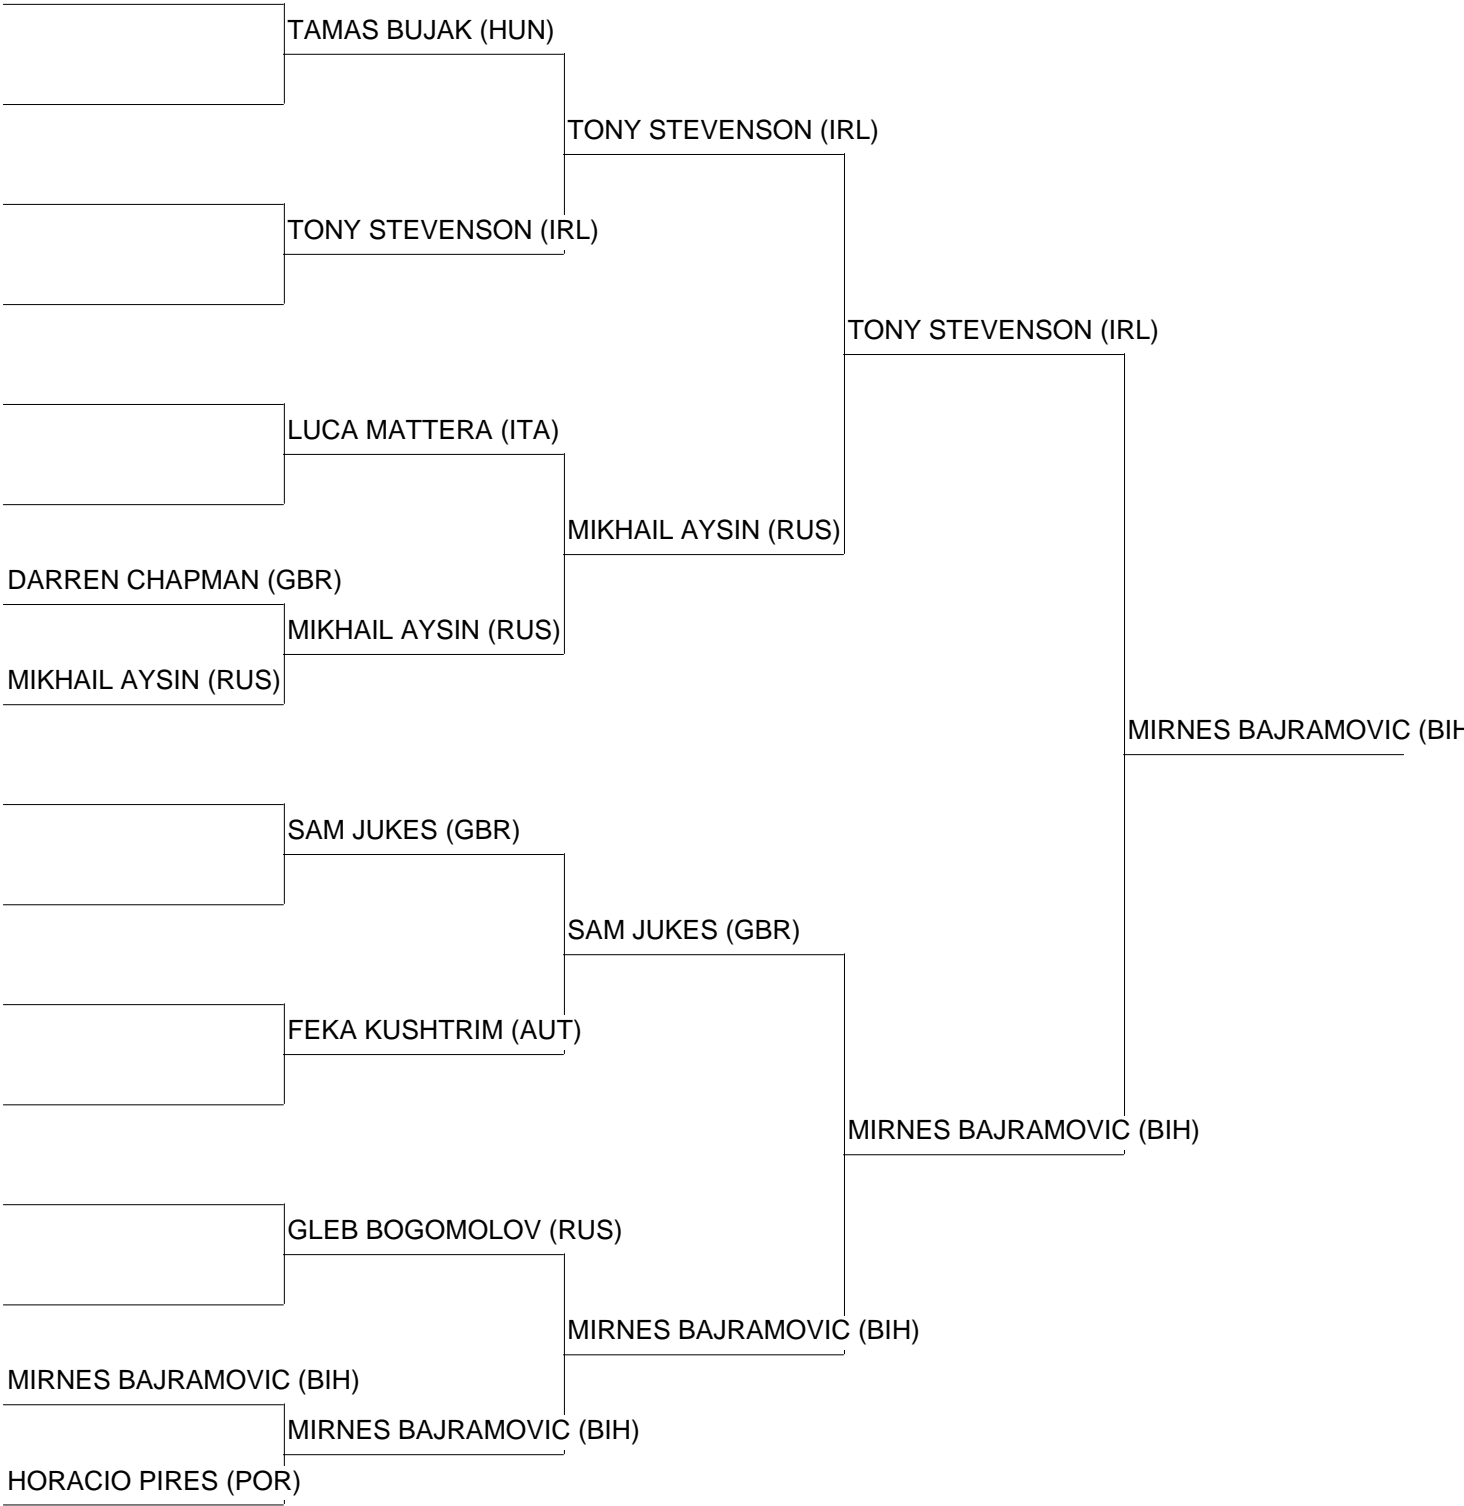 TAMAS BUJAK (HUN)
TONY STEVENSON (IRL)
TONY STEVENSON (IRL)
TONY STEVENSON (IRL)
LUCA MATTERA (ITA)
MIKHAIL AYSIN (RUS)
DARREN CHAPMAN (GBR)
MIKHAIL AYSIN (RUS)
MIKHAIL AYSIN (RUS)
MIRNES BAJRAMOVIC (BIH
SAM JUKES (GBR)
SAM JUKES (GBR)
FEKA KUSHTRIM (AUT)
MIRNES BAJRAMOVIC (BIH)
GLEB BOGOMOLOV (RUS)
MIRNES BAJRAMOVIC (BIH)
MIRNES BAJRAMOVIC (BIH)
MIRNES BAJRAMOVIC (BIH)
HORACIO PIRES (POR)